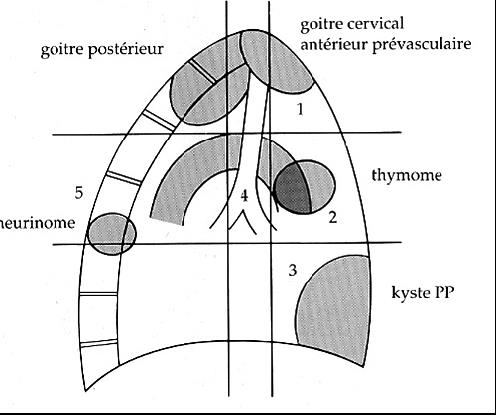 goitre cervical
antérieur prévasculaire
goitre postérieur
1
thymome
5
4
2
neurinome
3
kyste PP